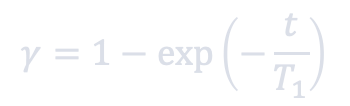 γ = 1 − exp(−t/T₁)